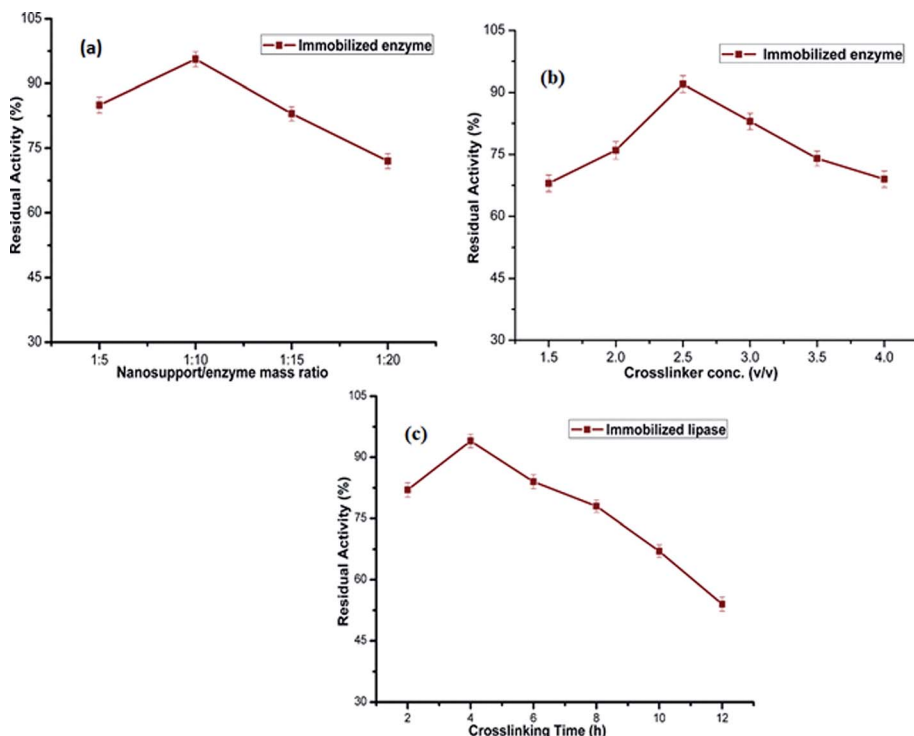 (a)
Immobilized enzyme
Residual Activity (%)
105
90
75
60
45
30
1:5 1:10 1:15 1:20
Nanosupport/enzyme mass ratio
(b)
Immobilized enzyme
Residual Activity (%)
105
90
75
60
45
30
1.5 2.0 2.5 3.0 3.5 4.0
Crosslinker conc. (v/v)
(c)
Immobilized lipase
Residual Activity (%)
105
90
75
60
45
30
2 4 6 8 10 12
Crosslinking Time (h)